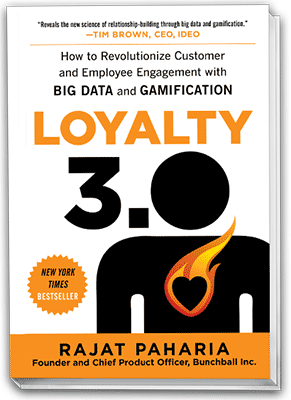 "Reveals the new science of relationship-building through big data and gamification."
—TIM BROWN, CEO, IDEO
How to Revolutionize Customer
and Employee Engagement with
BIG DATA and GAMIFICATION
LOYALTY
3.0
NEW YORK
TIMES
BESTSELLER
RAJAT PAHARIA
Founder and Chief Product Officer, Bunchball Inc.